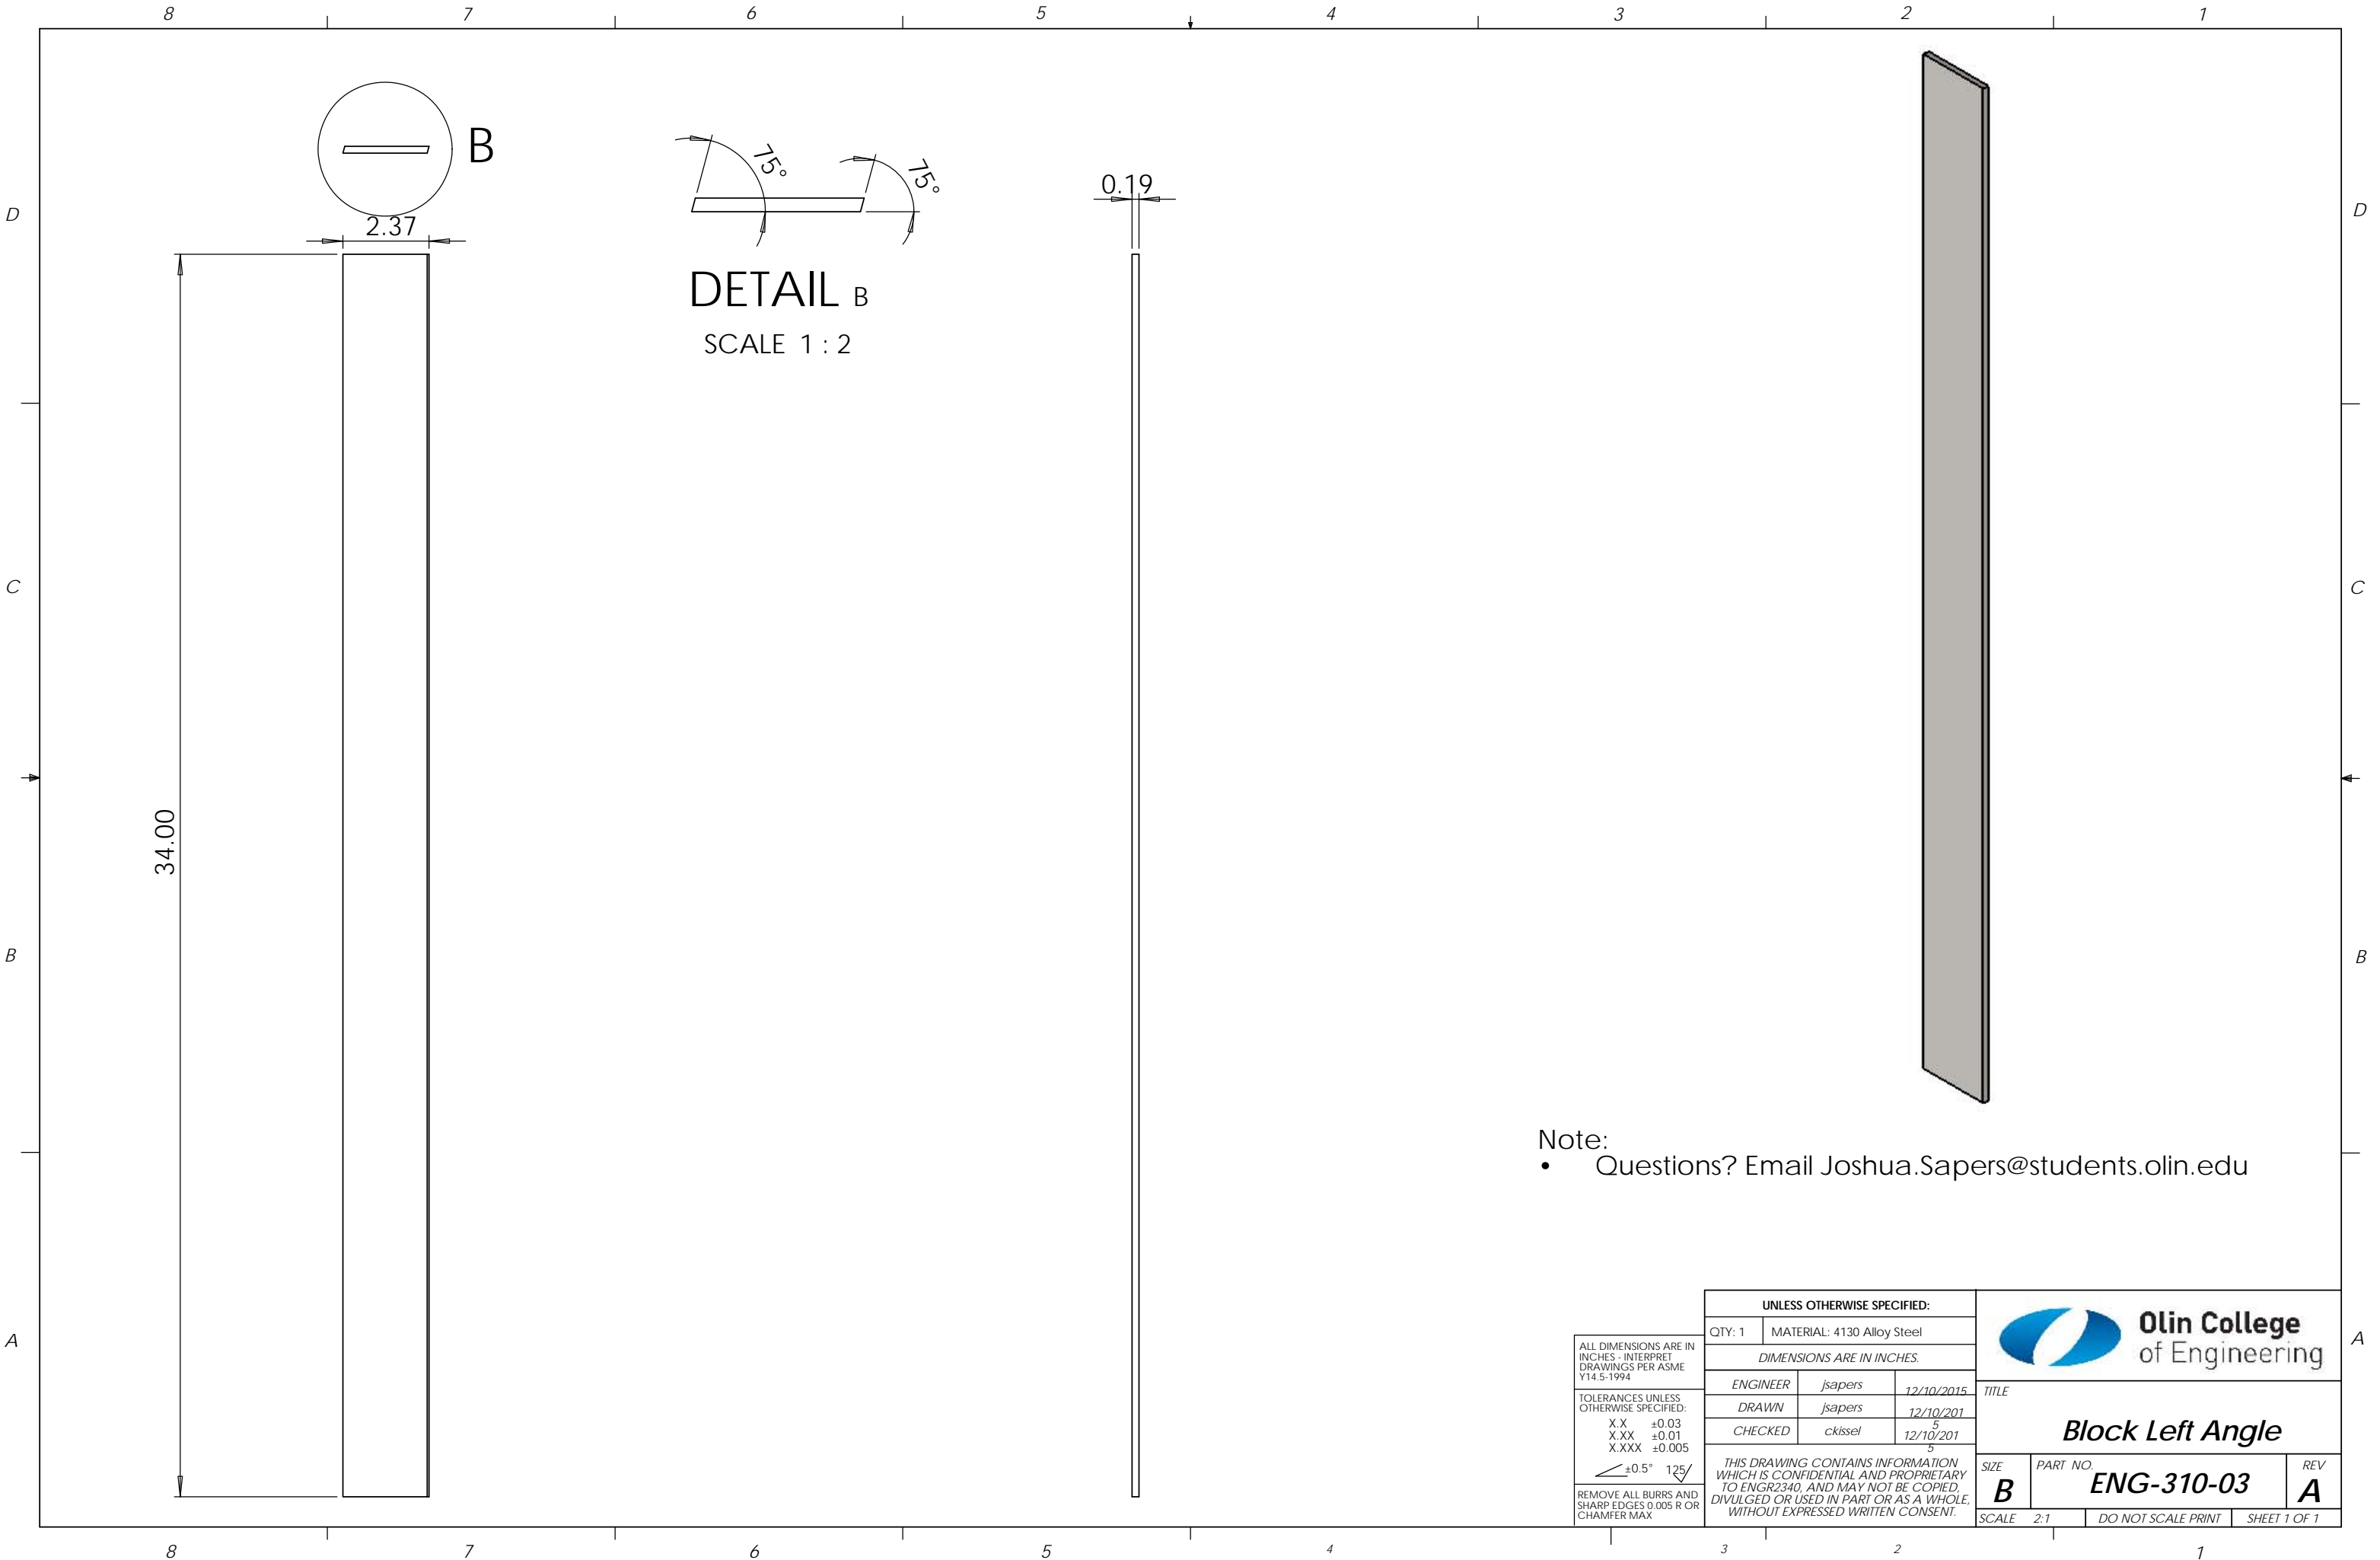 8 7 6 5 4 3 2 1
D
D
C
C
B
B
A
A
B
2.37
34.00
75°
75°
DETAIL B
SCALE 1 : 2
0.19
Note:
• Questions? Email Joshua.Sapers@students.olin.edu
ALL DIMENSIONS ARE IN
INCHES - INTERPRET
DRAWINGS PER ASME
Y14.5-1994
TOLERANCES UNLESS
OTHERWISE SPECIFIED:
X.X ±0.03
X.XX ±0.01
X.XXX ±0.005
±0.5° 125
REMOVE ALL BURRS AND
SHARP EDGES 0.005 R OR
CHAMFER MAX
UNLESS OTHERWISE SPECIFIED:
QTY: 1 MATERIAL: 4130 Alloy Steel
DIMENSIONS ARE IN INCHES.
ENGINEER jsapers 12/10/2015
DRAWN jsapers 12/10/201
5
CHECKED ckissel 12/10/201
5
THIS DRAWING CONTAINS INFORMATION
WHICH IS CONFIDENTIAL AND PROPRIETARY
TO ENGR2340, AND MAY NOT BE COPIED,
DIVULGED OR USED IN PART OR AS A WHOLE,
WITHOUT EXPRESSED WRITTEN CONSENT.
Olin College
of Engineering
TITLE
Block Left Angle
SIZE
B
PART NO.
ENG-310-03
REV
A
SCALE 2:1 DO NOT SCALE PRINT SHEET 1 OF 1
8 7 6 5 4 3 2 1